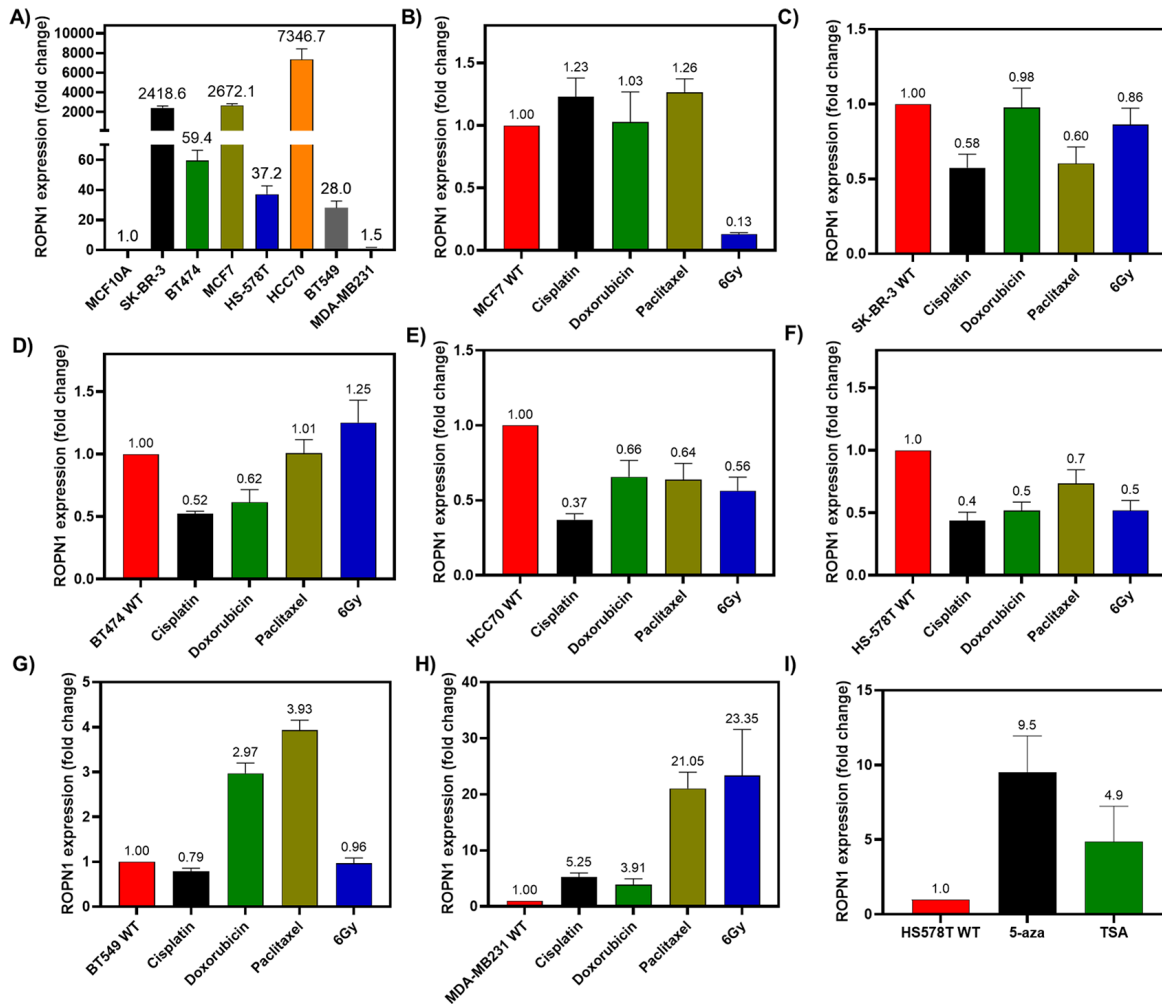 A)
ROPN1 expression (fold change)
10000
8000
6000
4000
2000
60
40
20
0
1.0
2418.6
59.4
2672.1
37.2
7346.7
28.0
1.5
MCF10A
SK-BR-3
BT474
MCF7
HS-578T
HCC70
BT549
MDA-MB231
B)
ROPN1 expression (fold change)
1.5
1.0
0.5
0.0
1.00
1.23
1.03
1.26
0.13
MCF7 WT
Cisplatin
Doxorubicin
Paclitaxel
6Gy
C)
ROPN1 expression (fold change)
1.5
1.0
0.5
0.0
1.00
0.58
0.98
0.60
0.86
SK-BR-3 WT
Cisplatin
Doxorubicin
Paclitaxel
6Gy
D)
ROPN1 expression (fold change)
1.5
1.0
0.5
0.0
1.00
0.52
0.62
1.01
1.25
BT474 WT
Cisplatin
Doxorubicin
Paclitaxel
6Gy
E)
ROPN1 expression (fold change)
1.5
1.0
0.5
0.0
1.00
0.37
0.66
0.64
0.56
HCC70 WT
Cisplatin
Doxorubicin
Paclitaxel
6Gy
F)
ROPN1 expression (fold change)
1.5
1.0
0.5
0.0
1.0
0.4
0.5
0.7
0.5
HS-578T WT
Cisplatin
Doxorubicin
Paclitaxel
6Gy
G)
ROPN1 expression (fold change)
5
4
3
2
1
0
1.00
0.79
2.97
3.93
0.96
BT549 WT
Cisplatin
Doxorubicin
Paclitaxel
6Gy
H)
ROPN1 expression (fold change)
40
30
20
10
0
1.00
5.25
3.91
21.05
23.35
MDA-MB231 WT
Cisplatin
Doxorubicin
Paclitaxel
6Gy
I)
ROPN1 expression (fold change)
15
10
5
0
1.0
9.5
4.9
HS578T WT
5-aza
TSA